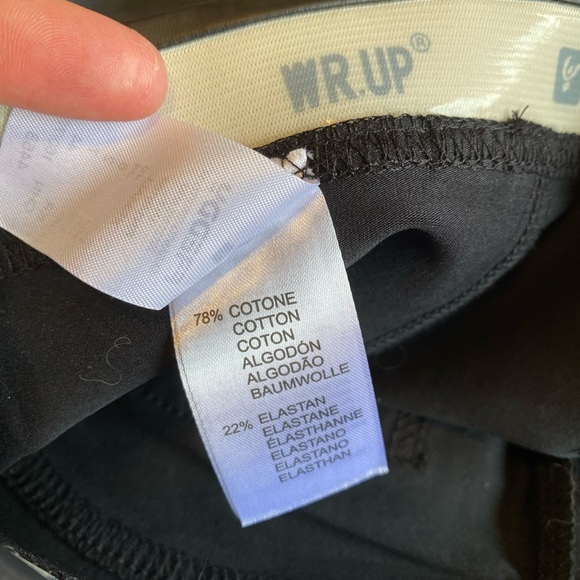 WR.UP®
78% COTONE
COTTON
COTON
ALGODÓN
ALGODÃO
BAUMWOLLE
22% ELASTAN
ELASTANE
ÉLASTHANNE
ELASTANO
ELASTANO
ELASTHAN